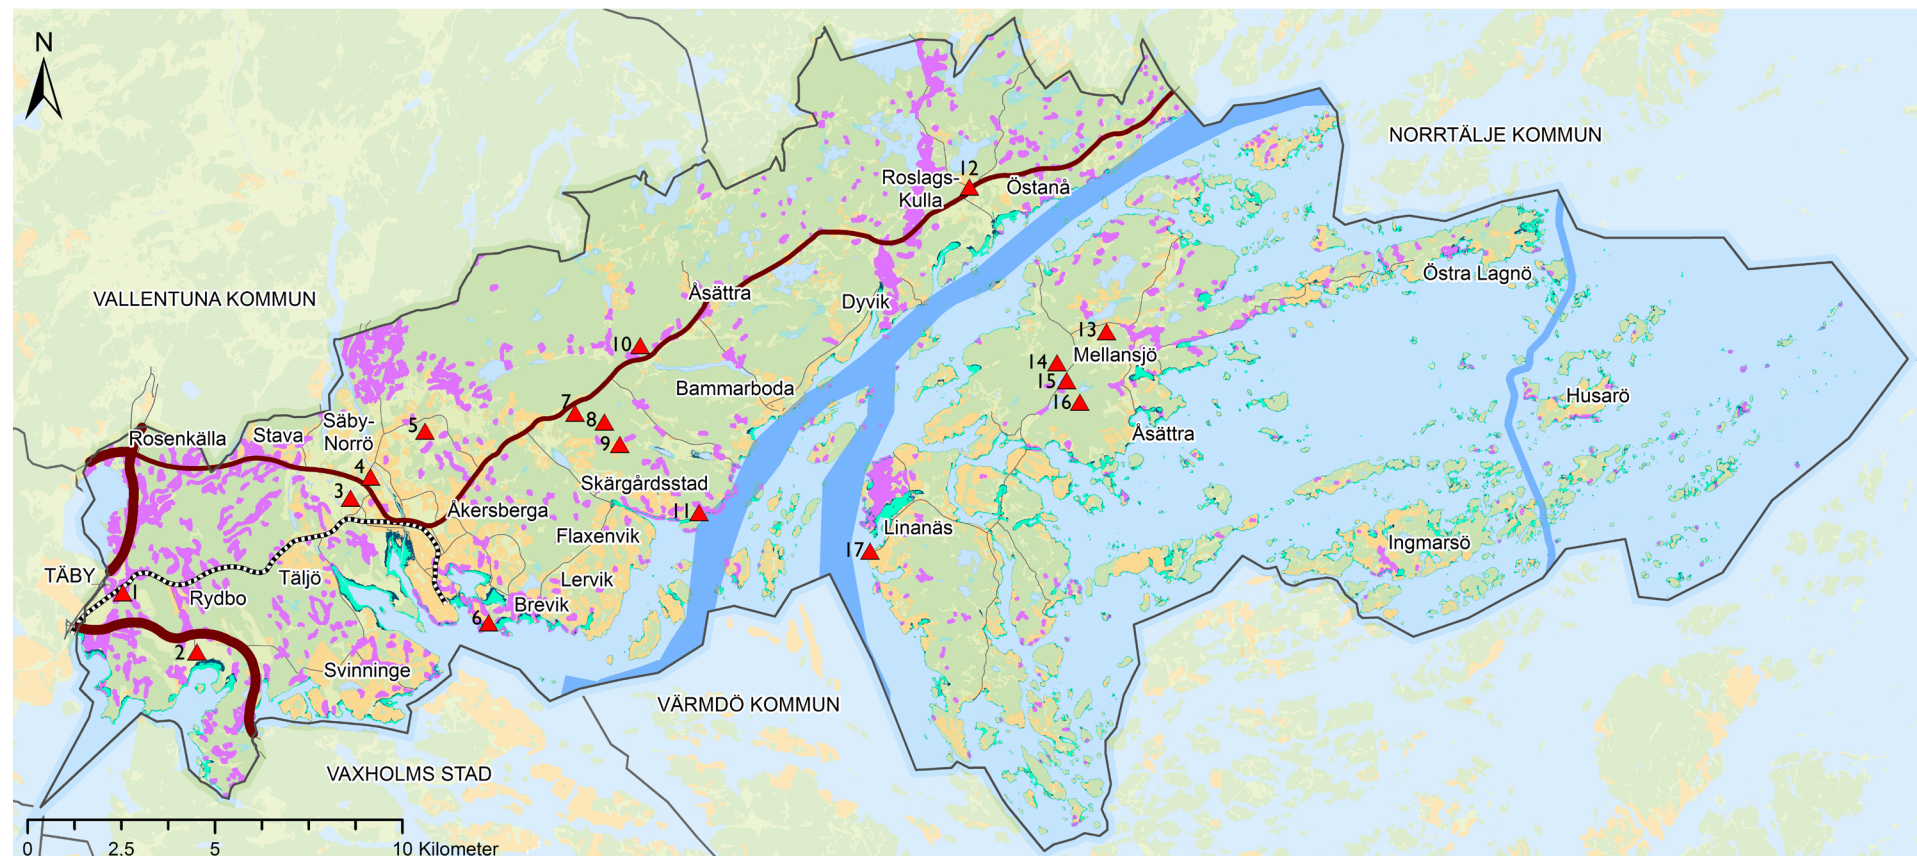 N
NORRTÄLJE KOMMUN
12
Roslags-
Kulla
Östanå
Östra Lagnö
VALLENTUNA KOMMUN
Åsättra
Dyvik
13
10
Mellansjö
14
15
Bammarboda
Husarö
16
7
8
Säby-
Norrö
5
Stava
Rosenkälla
Åsättra
9
4
Skärgårdsstad
3
Åkersberga
11
Flaxenvik
Linanäs
Ingmarsö
17
TÄBY
Täljö
Lervik
1
Rydbo
Brevik
6
2
Svinninge
VÄRMDÖ KOMMUN
VAXHOLMS STAD
0
2,5
5
10 Kilometer